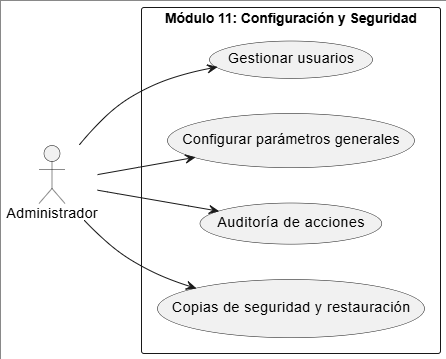 Módulo 11: Configuración y Seguridad
Gestionar usuarios
Configurar parámetros generales
Administrador
Auditoría de acciones
Copias de seguridad y restauración